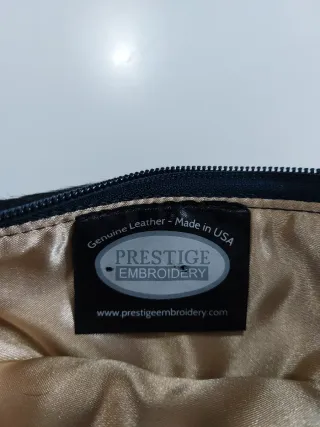 Genuine Leather - Made in USA
PRESTIGE
EMBROIDERY
www.prestigeembroidery.com